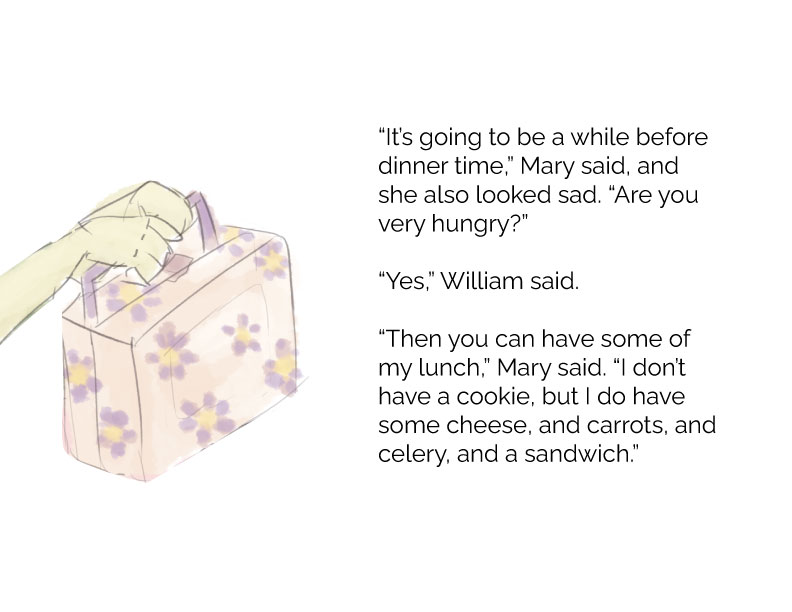 “It’s going to be a while before
dinner time,” Mary said, and
she also looked sad. “Are you
very hungry?”
“Yes,” William said.
“Then you can have some of
my lunch,” Mary said. “I don’t
have a cookie, but I do have
some cheese, and carrots, and
celery, and a sandwich.”